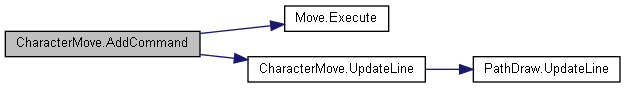 CharacterMove.AddCommand
Move.Execute
CharacterMove.UpdateLine
PathDraw.UpdateLine